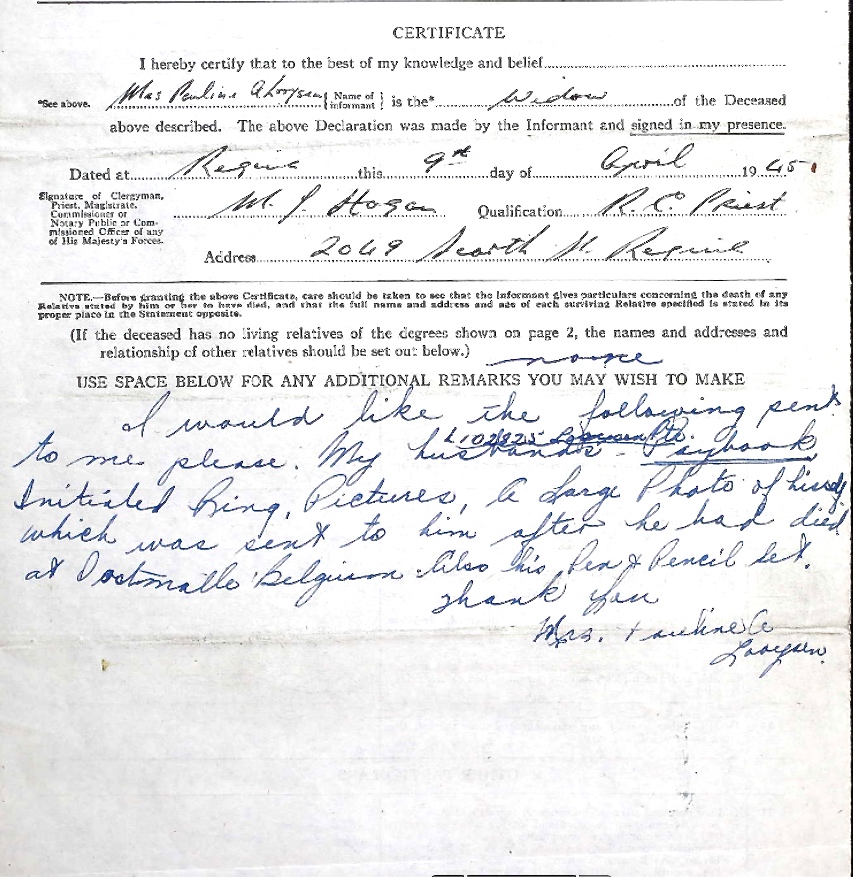 CERTIFICATE
I hereby certify that to the best of my knowledge and belief
*See above. Mrs Pauline A Looysen { Name of informant } is the* Widow of the Deceased
above described. The above Declaration was made by the Informant and signed in my presence.
Dated at Regina this 9th day of April 1945
Signature of Clergyman,
Priest, Magistrate,
Commissioner or
Notary Public or Com-
missioned Officer of any
of His Majesty's Forces.
M. J. Hogan Qualification R. C. Priest
Address 2049 Scarth St. Regina
NOTE.—Before granting the above Certificate, care should be taken to see that the Informant gives particulars concerning the death of any
Relative stated by him or her to have died, and that the full name and address and age of each surviving Relative specified is stated in its
proper place in the Statement opposite.
(If the deceased has no living relatives of the degrees shown on page 2, the names and addresses and
relationship of other relatives should be set out below.) none
USE SPACE BELOW FOR ANY ADDITIONAL REMARKS YOU MAY WISH TO MAKE
I would like the following sent
L102825 Looysen Pte.
to me please. My husbands - Paybook
Initialed Ring, Pictures, A Large Photo of
which was sent to him after he had died
at Oostmalle Belgium. Also his Pen & Pencil Set.
Thank you
Mrs. Pauline A
Looysen.